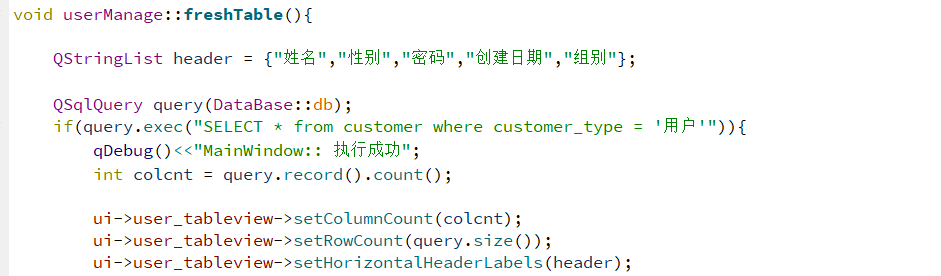 void userManage::freshTable(){
QStringList header = {"姓名","性别","密码","创建日期","组别"};
QSqlQuery query(DataBase::db);
if(query.exec("SELECT * from customer where customer_type = '用户'")){
qDebug()<<"MainWindow:: 执行成功";
int colcnt = query.record().count();
ui->user_tableview->setColumnCount(colcnt);
ui->user_tableview->setRowCount(query.size());
ui->user_tableview->setHorizontalHeaderLabels(header);